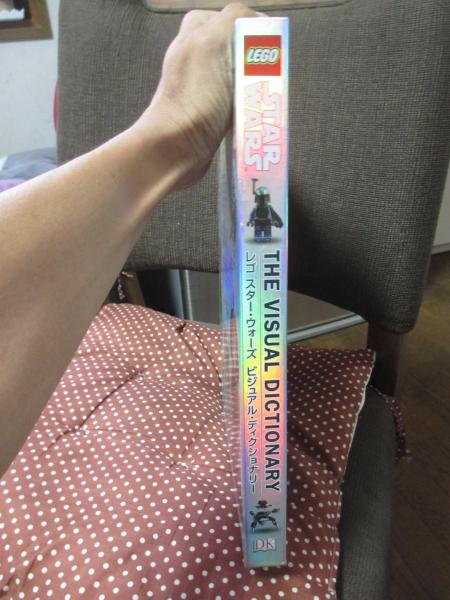 LEGO
STAR
WARS
THE VISUAL DICTIONARY
レゴ スター・ウォーズ ビジュアル・ディクショナリー
DK